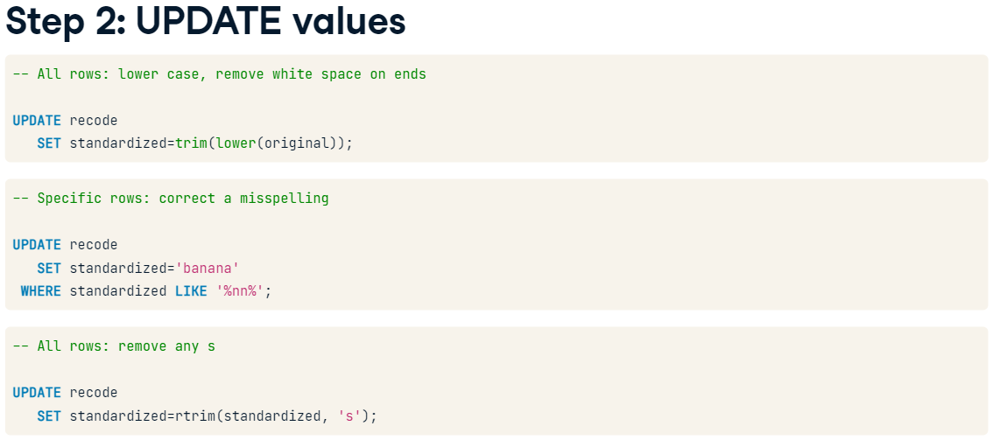 Step 2: UPDATE values
-- All rows: lower case, remove white space on ends
UPDATE recode
SET standardized=trim(lower(original));
-- Specific rows: correct a misspelling
UPDATE recode
SET standardized='banana'
WHERE standardized LIKE '%nn%';
-- All rows: remove any s
UPDATE recode
SET standardized=rtrim(standardized, 's');